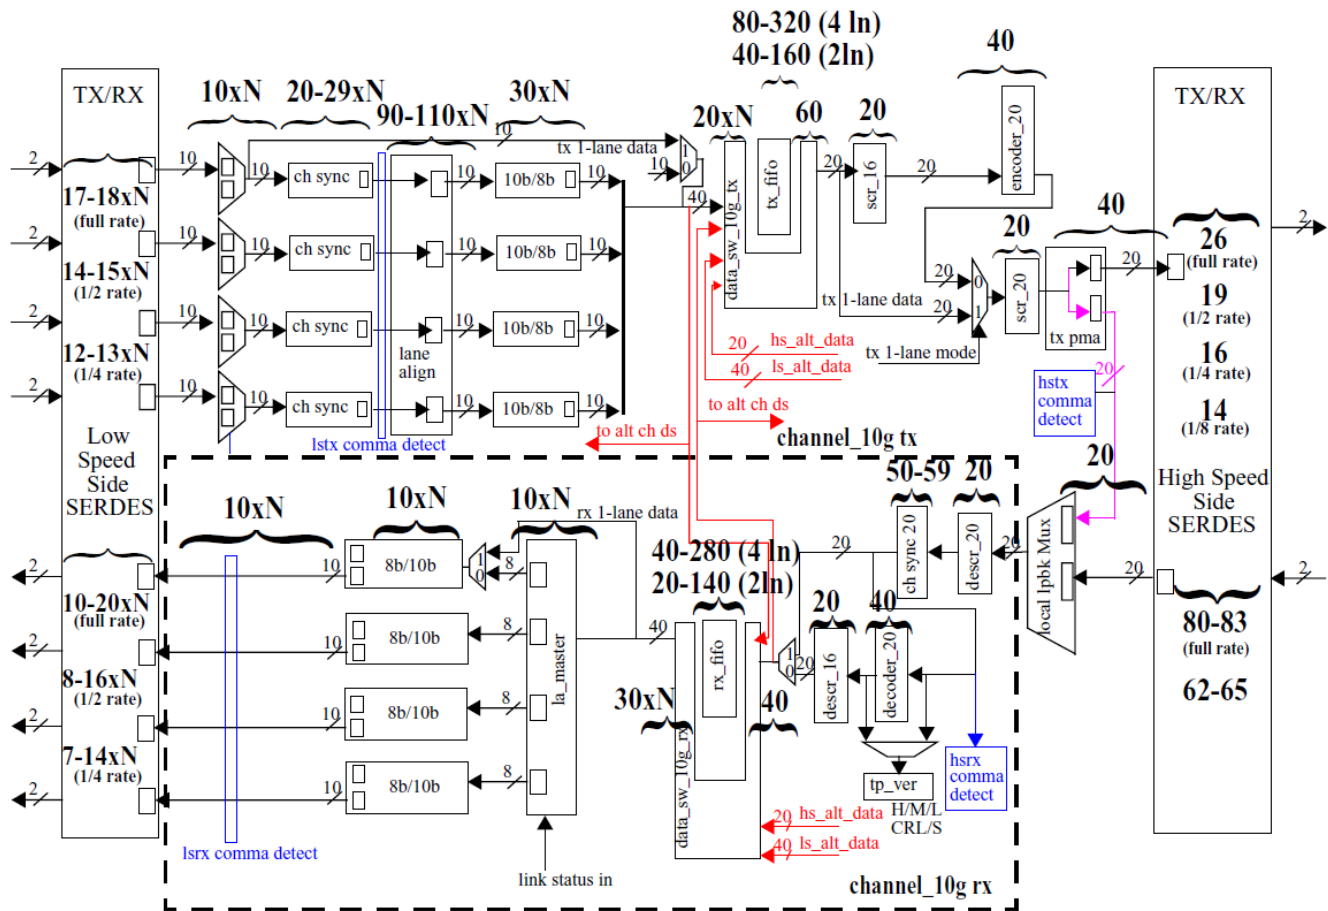 80-320 (4 ln)
40-160 (2ln)
40
TX/RX
10xN
20-29xN
90-110xN
30xN
20xN
60
20
TX/RX
10
tx 1-lane data
10
1
0
2
10
10
ch sync
10
10b/8b
10
40
data_sw_10g_tx
tx_fifo
20
scr_16
20
encoder_20
17-18xN
(full rate)
2
10
10
ch sync
10
10b/8b
10
40
20
26
(full rate)
2
14-15xN
(1/2 rate)
20
0
1
scr_20
20
tx 1-lane data
20
tx pma
19
(1/2 rate)
2
10
10
ch sync
10
10b/8b
10
12-13xN
(1/4 rate)
lane
align
20
hs_alt_data
tx 1-lane mode
16
(1/4 rate)
40
ls_alt_data
20
2
10
10
ch sync
10
10b/8b
10
to alt ch ds
hstx
comma
detect
14
(1/8 rate)
Low
Speed
Side
SERDES
lstx comma detect
to alt ch ds
channel_10g tx
20
High Speed
Side
SERDES
10xN
10xN
10xN
rx 1-lane data
50-59
20
40-280 (4 ln)
20-140 (2ln)
20
ch sync 20
descr_20
20
local lpbk Mux
20
2
2
10
8b/10b
1
0
8
10-20xN
(full rate)
20
40
80-83
(full rate)
2
10
8b/10b
8
la_master
40
rx_fifo
1
0
20
descr_16
decoder_20
8-16xN
(1/2 rate)
62-65
2
10
8b/10b
8
30xN
data_sw_10g_rx
40
7-14xN
(1/4 rate)
2
10
8b/10b
8
tp_ver
H/M/L
CRL/S
hsrx
comma
detect
20
hs_alt_data
40
ls_alt_data
lsrx comma detect
link status in
channel_10g rx